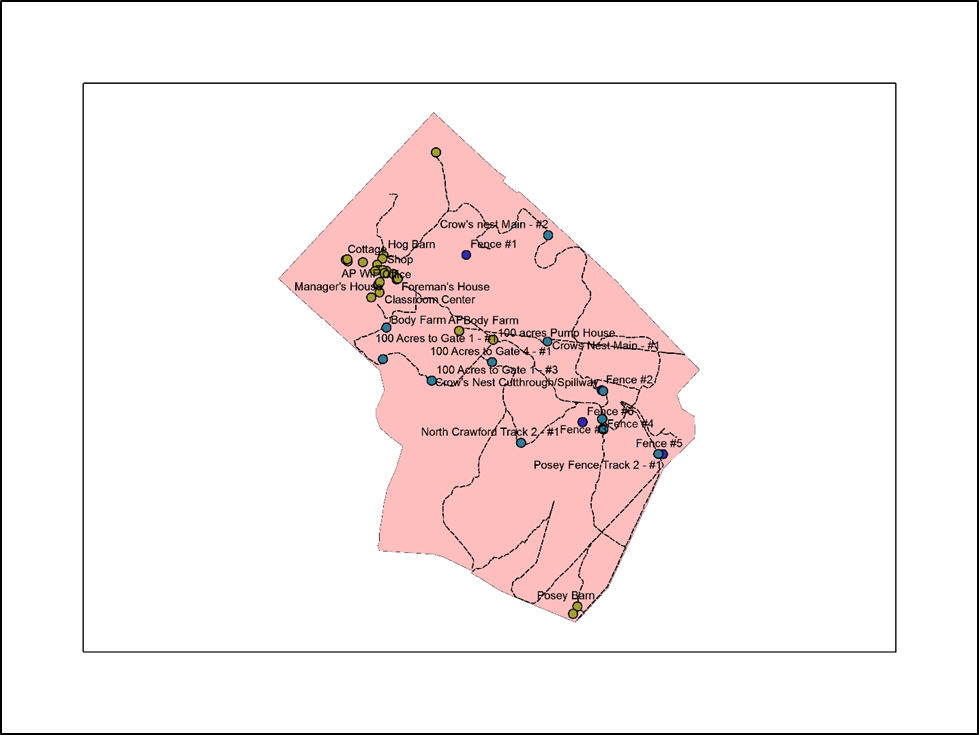 Crow's nest Main - #2
Hog Barn
Fence #1
Cottage
Shop
AP
Manager's House
Foreman's House
Classroom Center
Body Farm AP
Body Farm
100 acres Pump House
100 Acres to Gate 1 -
Crows Nest Main - #1
100 Acres to Gate 4 - #1
100 Acres to Gate 1 - #3
Crow's Nest Cutthrough/Spillway
Fence #2
Fence #6
Fence #4
North Crawford Track 2 - #1
Fence
Fence #5
Posey Fence Track 2 - #1
Posey Barn